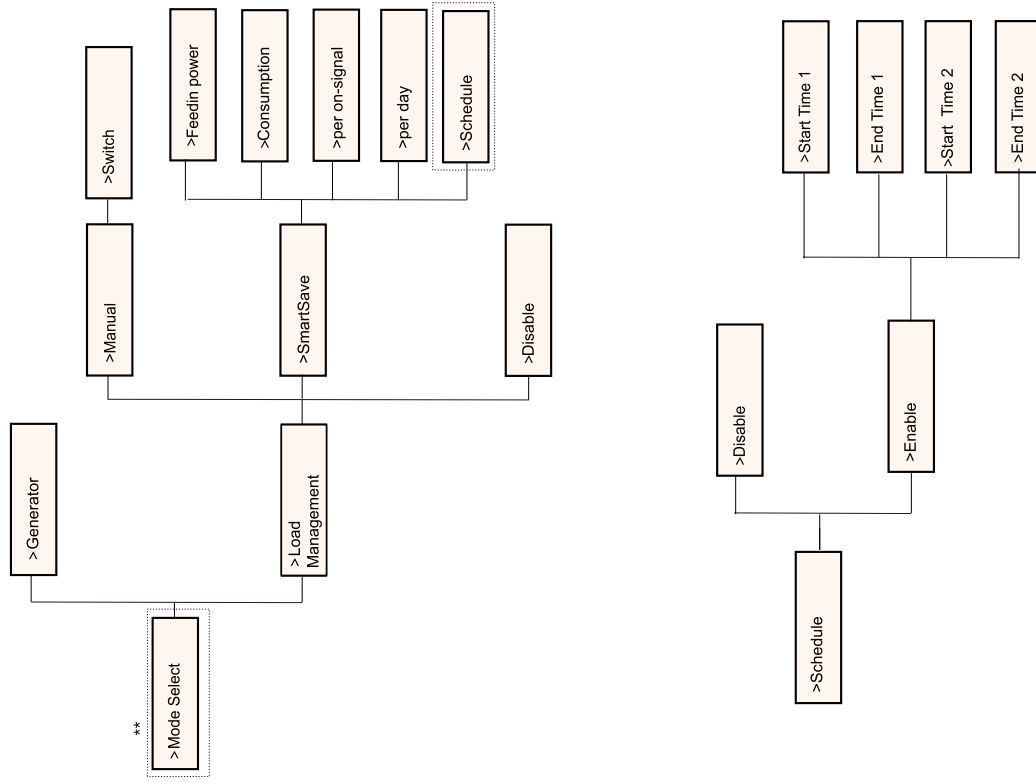 **
>Mode Select
>Generator
>Load
Management
>Manual
>SmartSave
>Disable
>Switch
>Feedin power
>Consumption
>per on-signal
>per day
>Schedule
>Schedule
>Disable
>Enable
>Start Time 1
>End Time 1
>Start  Time 2
>End Time 2